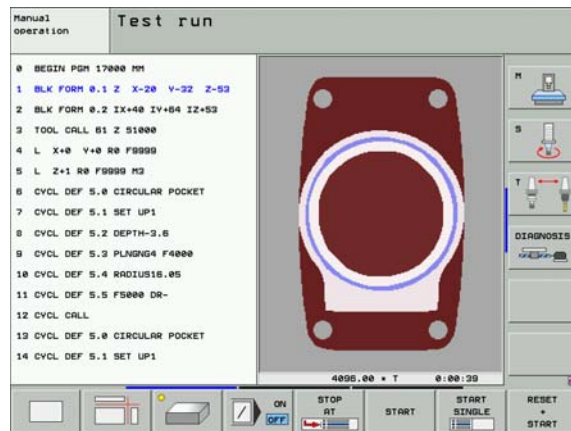 Manual operation
Test run
0 BEGIN PGM 17000 MM
1 BLK FORM 0.1 Z X-20 Y-32 Z-53
2 BLK FORM 0.2 IX+40 IY+64 IZ+53
3 TOOL CALL 61 Z S1000
4 L X+0 Y+0 R0 F9999
5 L Z+1 R0 F9999 M3
6 CYCL DEF 5.0 CIRCULAR POCKET
7 CYCL DEF 5.1 SET UP1
8 CYCL DEF 5.2 DEPTH-3.6
9 CYCL DEF 5.3 PLNGNG4 F4000
10 CYCL DEF 5.4 RADIUS16.05
11 CYCL DEF 5.5 F5000 DR-
12 CYCL CALL
13 CYCL DEF 5.0 CIRCULAR POCKET
14 CYCL DEF 5.1 SET UP1
4096.00 * T 0:00:39
M
S
T
DIAGNOSIS
ON
OFF
STOP AT
START
START SINGLE
RESET + START